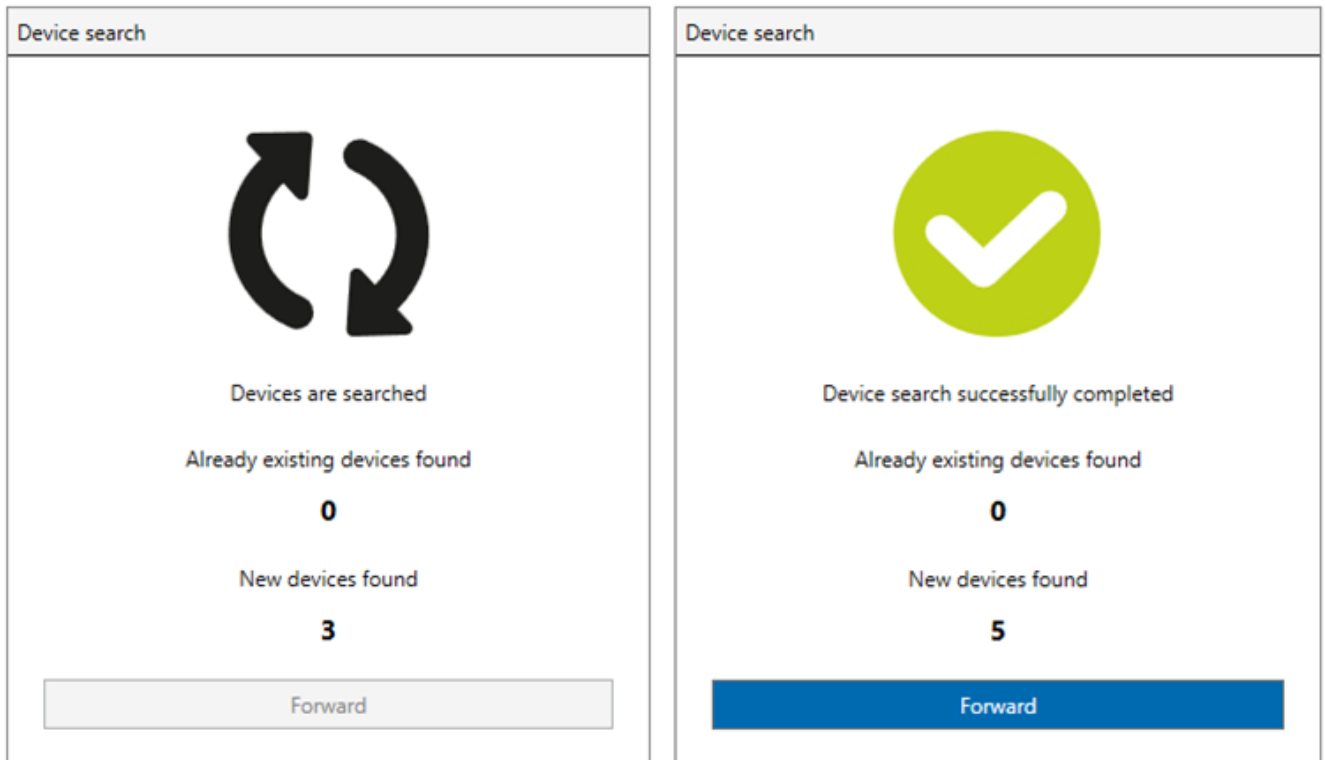 Device search
Devices are searched
Already existing devices found
0
New devices found
3
Forward
Device search
Device search successfully completed
Already existing devices found
0
New devices found
5
Forward